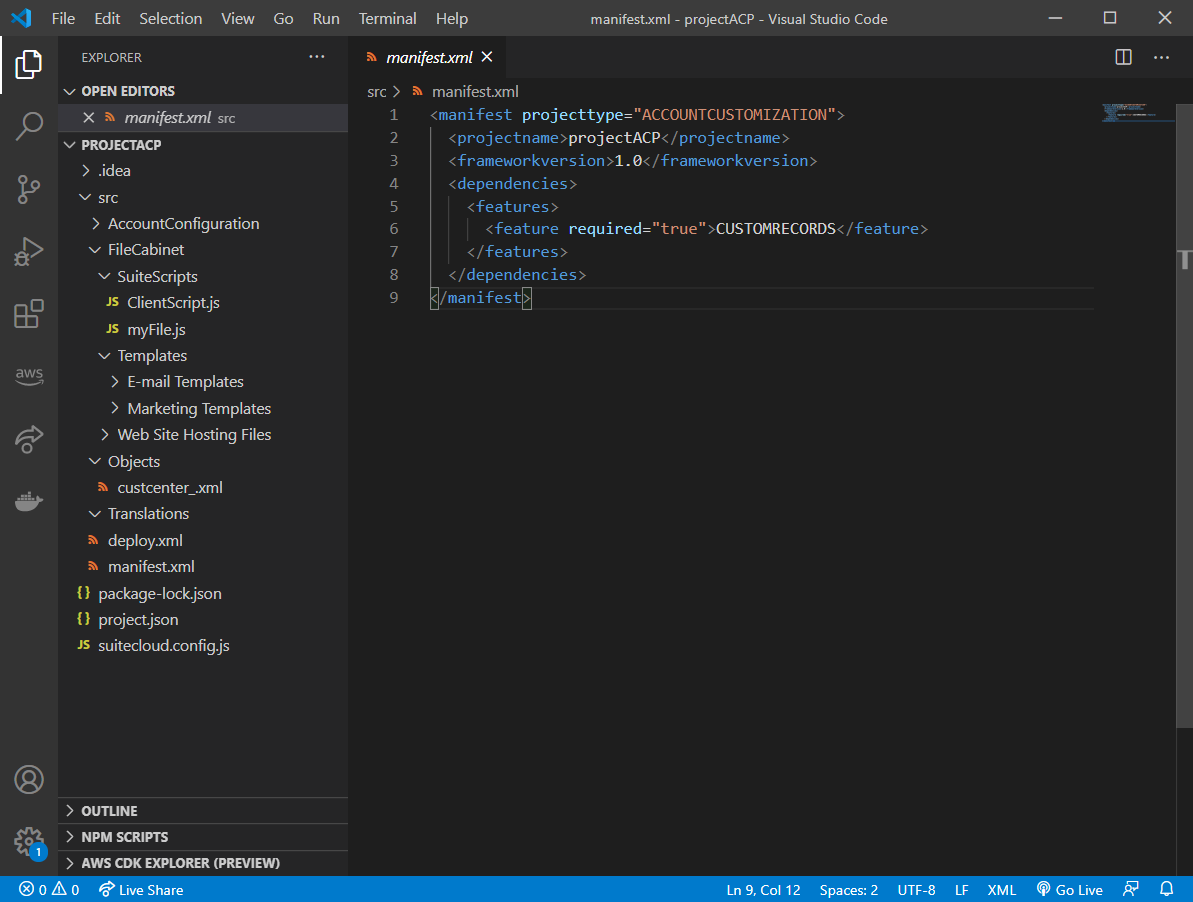 File Edit Selection View Go Run Terminal Help manifest.xml - projectACP - Visual Studio Code
EXPLORER
OPEN EDITORS
manifest.xml src
PROJECTACP
.idea
src
AccountConfiguration
FileCabinet
SuiteScripts
JS ClientScript.js
JS myFile.js
Templates
E-mail Templates
Marketing Templates
Web Site Hosting Files
Objects
custcenter_.xml
Translations
deploy.xml
manifest.xml
{} package-lock.json
{} project.json
JS suitecloud.config.js
OUTLINE
NPM SCRIPTS
AWS CDK EXPLORER (PREVIEW)
aws
1
manifest.xml
src > manifest.xml
1 <manifest projecttype="ACCOUNTCUSTOMIZATION">
2 <projectname>projectACP</projectname>
3 <frameworkversion>1.0</frameworkversion>
4 <dependencies>
5 <features>
6 <feature required="true">CUSTOMRECORDS</feature>
7 </features>
8 </dependencies>
9 </manifest>
0 0 Live Share Ln 9, Col 12 Spaces: 2 UTF-8 LF XML Go Live